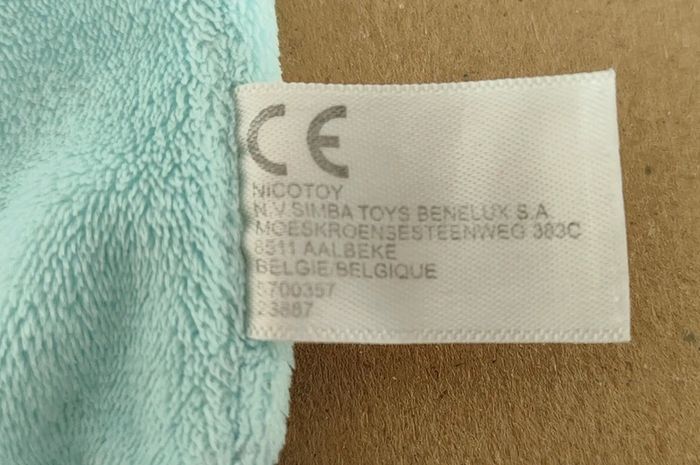 CE
NICOTOY
N.V. SIMBA TOYS BENELUX S.A.
MOESKROENSESTEENWEG 383C
8511 AALBEKE
BELGIE/BELGIQUE